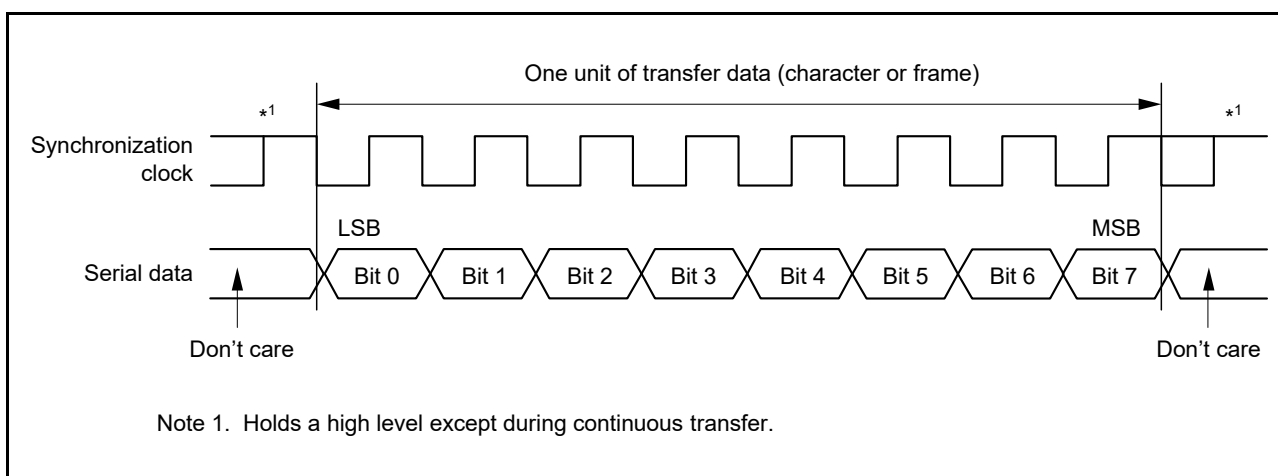 One unit of transfer data (character or frame)
*1 *1
Synchronization
clock
LSB MSB
Serial data Bit 0 Bit 1 Bit 2 Bit 3 Bit 4 Bit 5 Bit 6 Bit 7
Don’t care Don’t care
Note 1. Holds a high level except during continuous transfer.